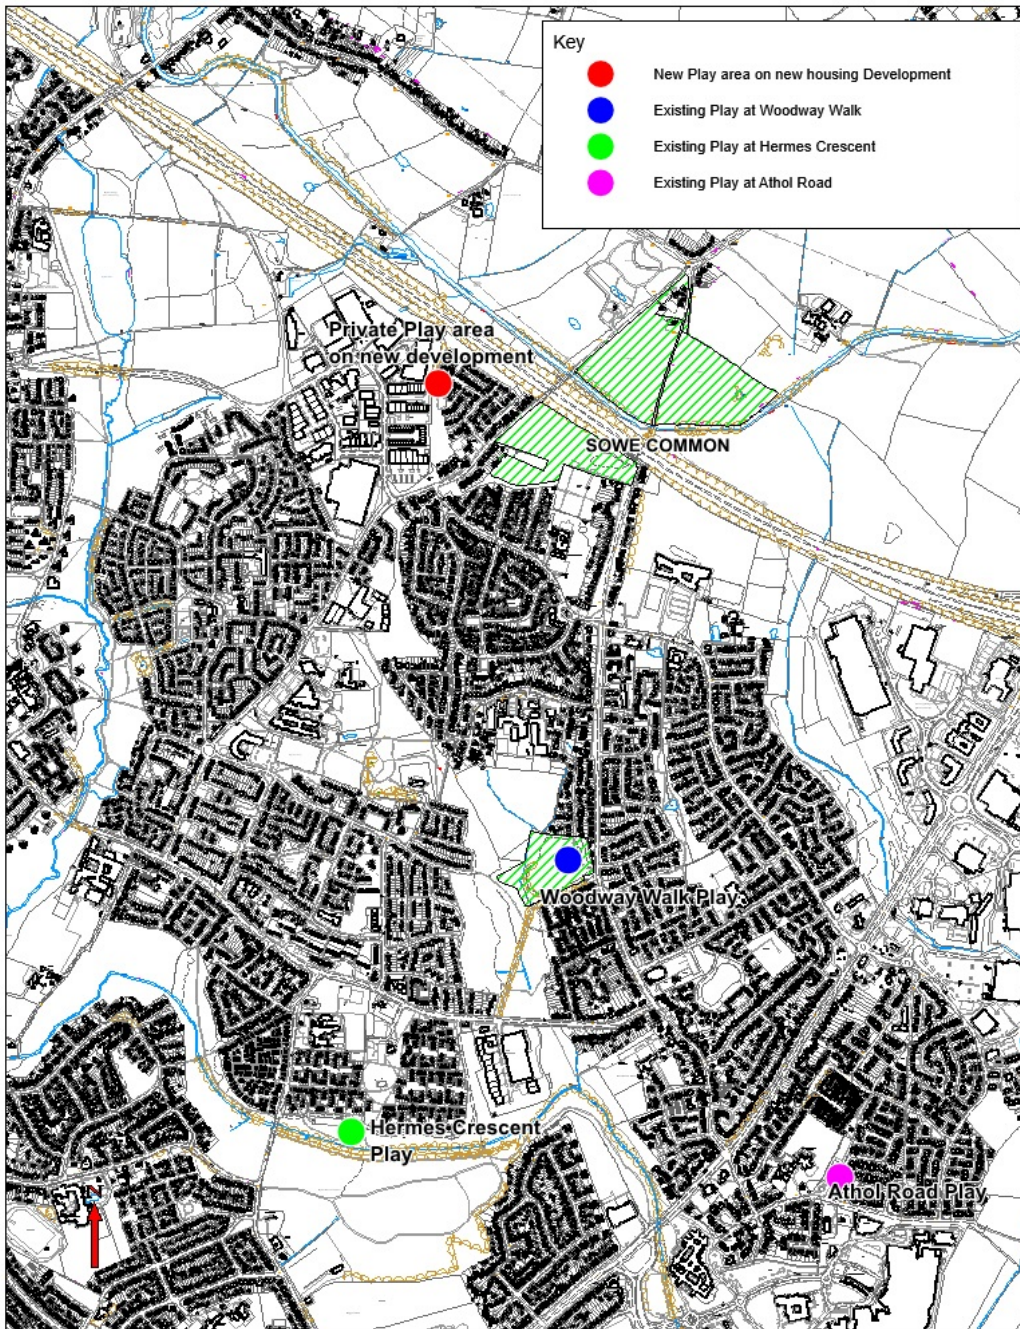 Key
New Play area on new housing Development
Existing Play at Woodway Walk
Existing Play at Hermes Crescent
Existing Play at Athol Road
Private Play area
on new development
SOWE COMMON
Woodway Walk Play
Hermes Crescent
Play
Athol Road Play
N